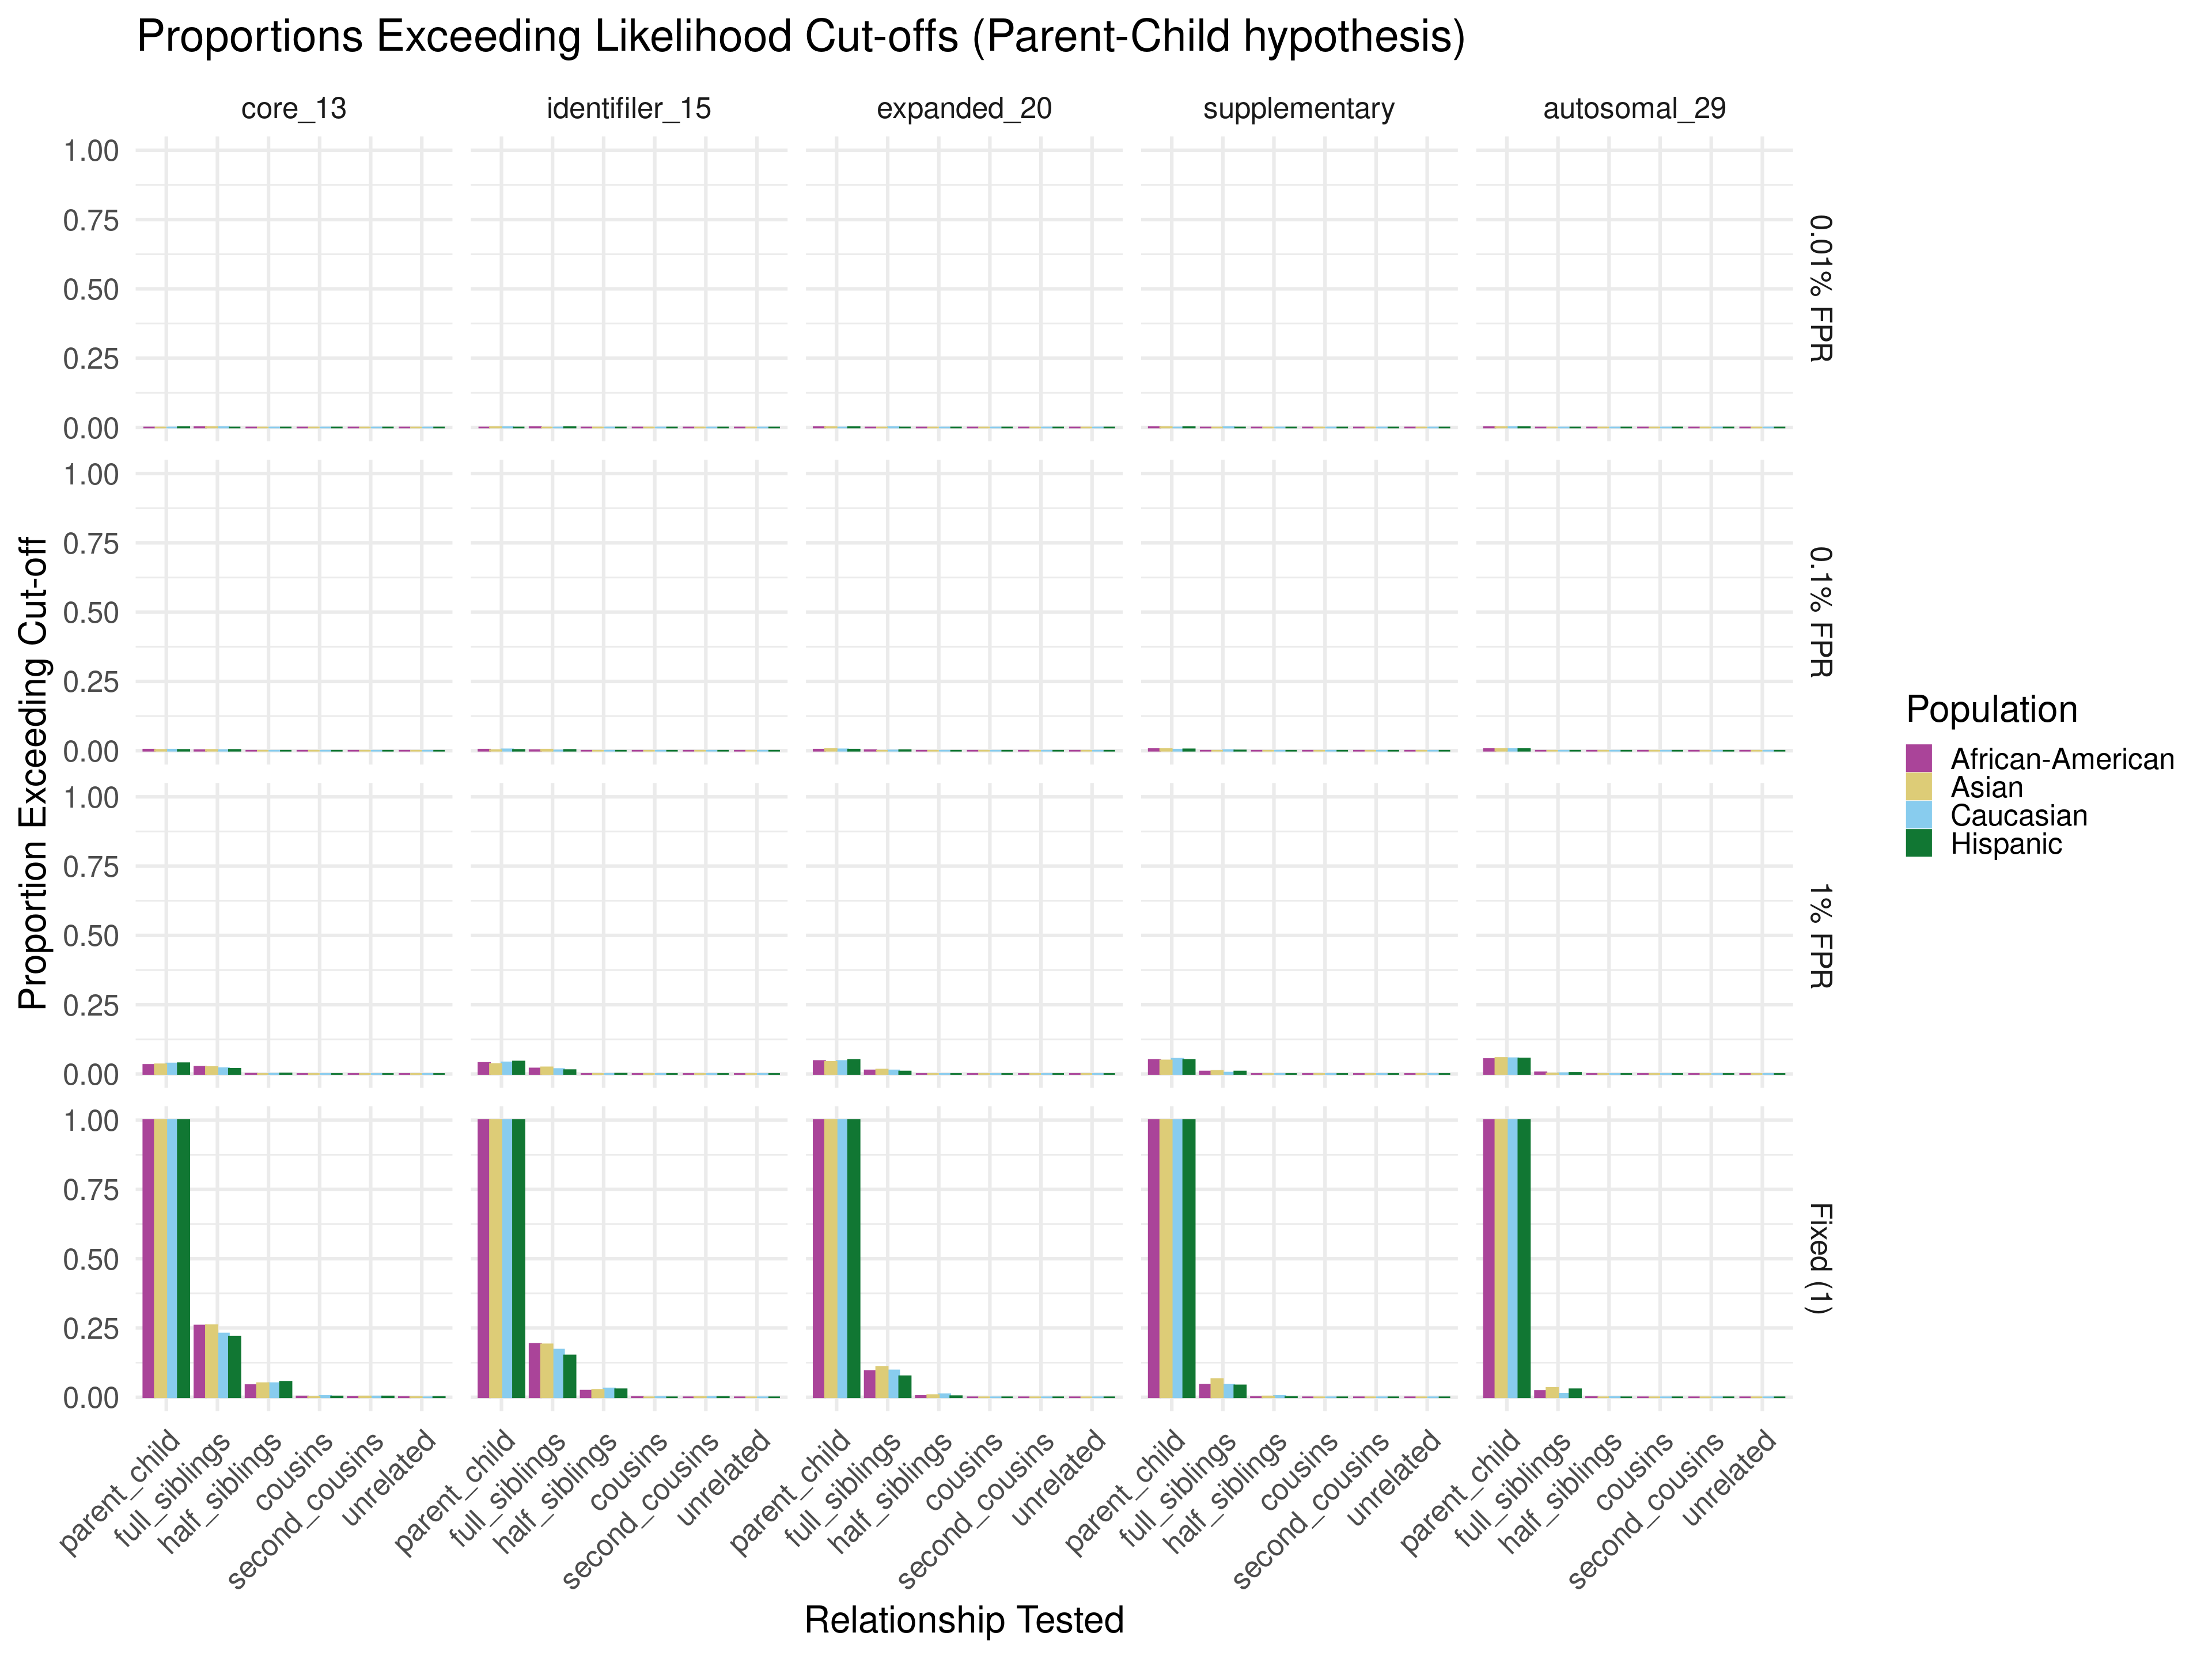 Proportions Exceeding Likelihood Cut-offs (Parent-Child hypothesis)
core_13 identifiler_15 expanded_20 supplementary autosomal_29
1.00
0.75
0.50
0.25
0.00
0.01% FPR
1.00
0.75
0.50
0.25
0.00
0.1% FPR
1.00
0.75
0.50
0.25
0.00
1% FPR
1.00
0.75
0.50
0.25
0.00
Fixed (1)
Proportion Exceeding Cut-off
parent_child
full_siblings
half_siblings
cousins
second_cousins
unrelated
parent_child
full_siblings
half_siblings
cousins
second_cousins
unrelated
parent_child
full_siblings
half_siblings
cousins
second_cousins
unrelated
parent_child
full_siblings
half_siblings
cousins
second_cousins
unrelated
parent_child
full_siblings
half_siblings
cousins
second_cousins
unrelated
Relationship Tested
Population
African-American
Asian
Caucasian
Hispanic